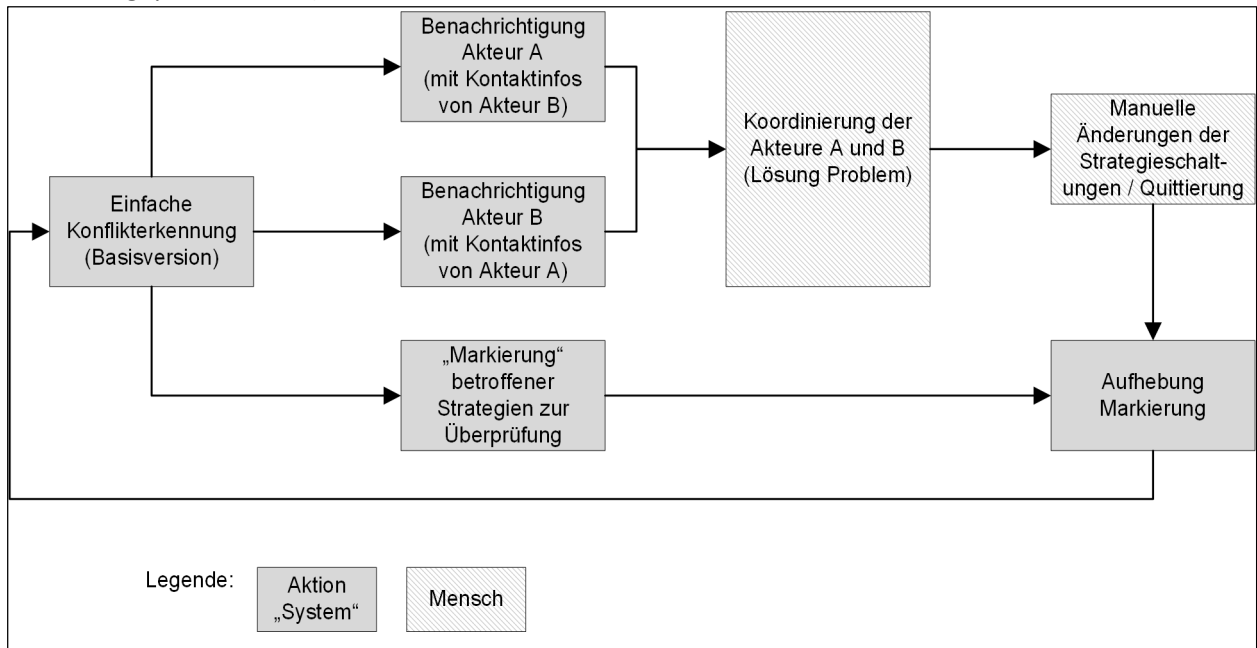 Benachrichtigung
Akteur A
(mit Kontaktinfos
von Akteur B)
Einfache
Konflikterkennung
(Basisversion)
Benachrichtigung
Akteur B
(mit Kontaktinfos
von Akteur A)
„Markierung“
betroffener
Strategien zur
Überprüfung
Koordinierung der
Akteure A und B
(Lösung Problem)
Manuelle
Änderungen der
Strategieschalt-
ungen / Quittierung
Aufhebung
Markierung
Legende:
Aktion
„System“
Mensch